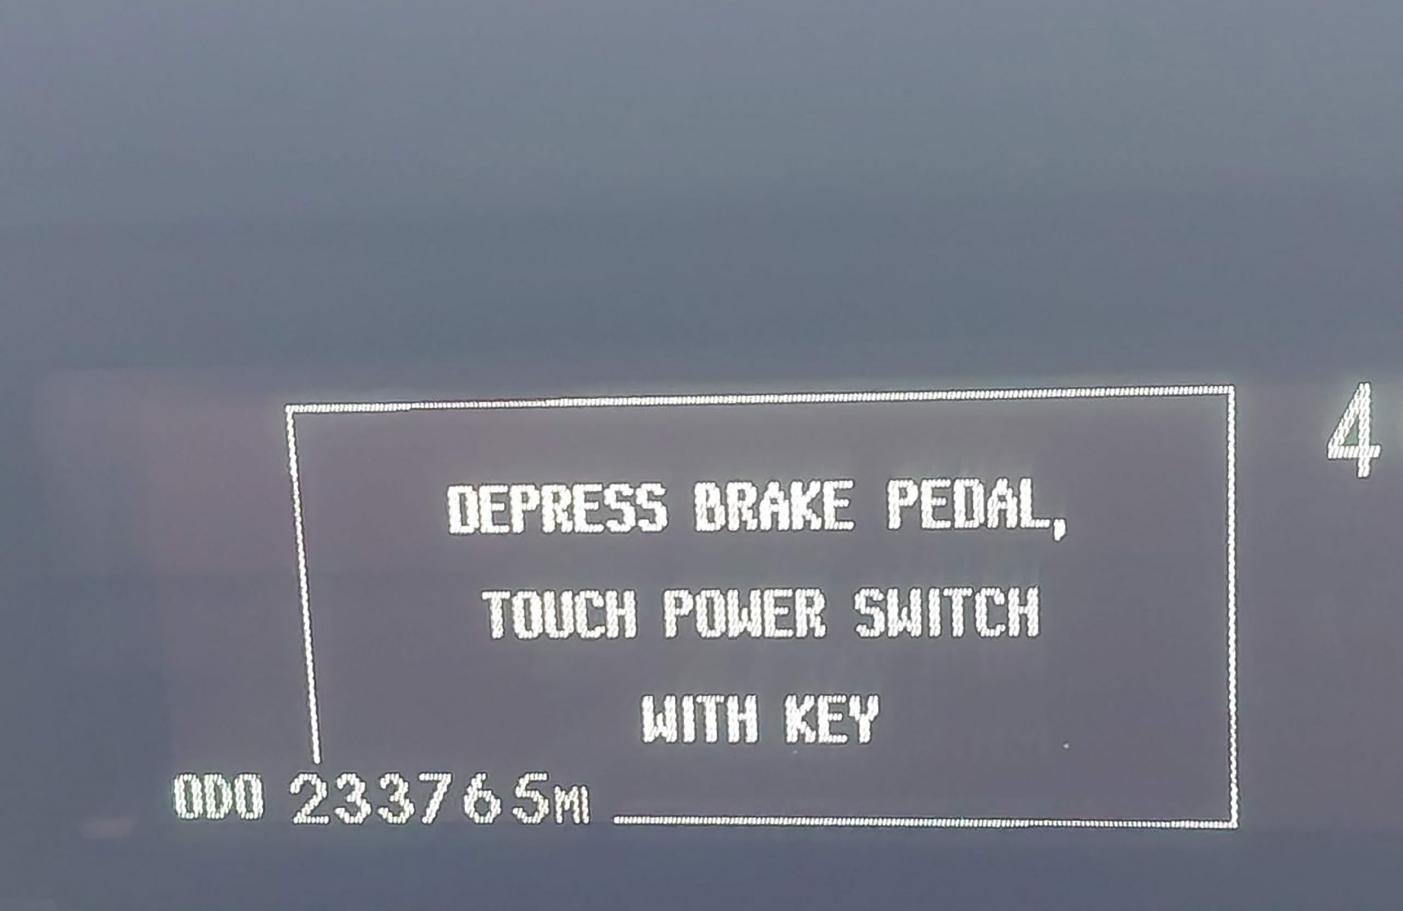 4
DEPRESS BRAKE PEDAL,
TOUCH POWER SWITCH
WITH KEY
ODO 233765MI